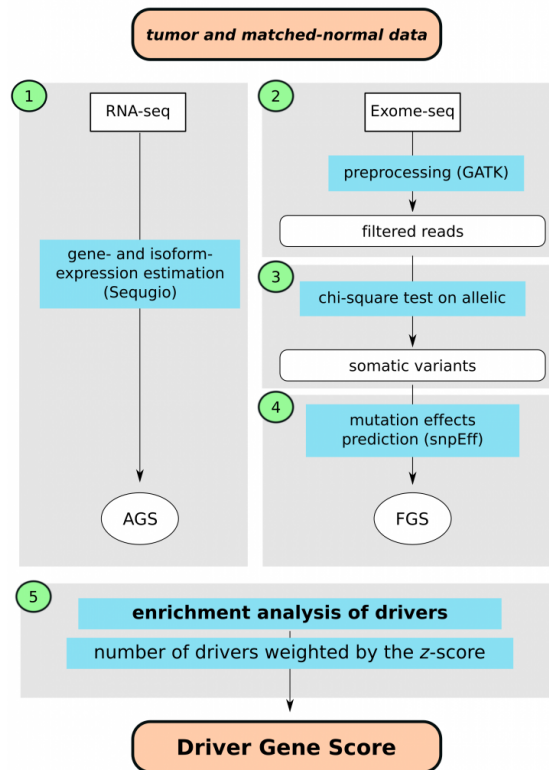 tumor and matched-normal data
1
RNA-seq
gene- and isoform-
expression estimation
(Sequgio)
AGS
2
Exome-seq
preprocessing (GATK)
filtered reads
3
chi-square test on allelic
somatic variants
4
mutation effects
prediction (snpEff)
FGS
5
enrichment analysis of drivers
number of drivers weighted by the z-score
Driver Gene Score